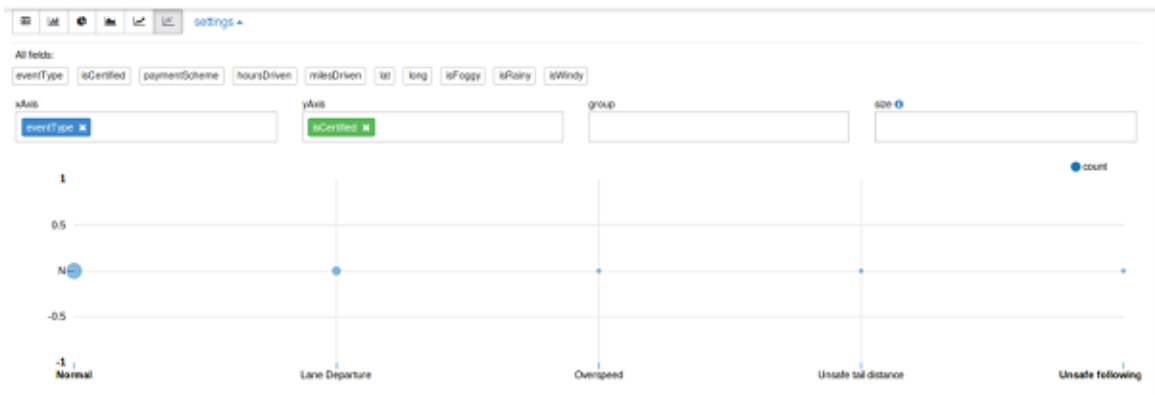 settings
All fields:
eventType isCertified paymentScheme hoursDriven milesDriven lat long isFoggy isRainy isWindy
xAxis yAxis group size
eventType isCertified
count
1
0.5
N
-0.5
-1
Normal Lane Departure Overspeed Unsafe tail distance Unsafe following